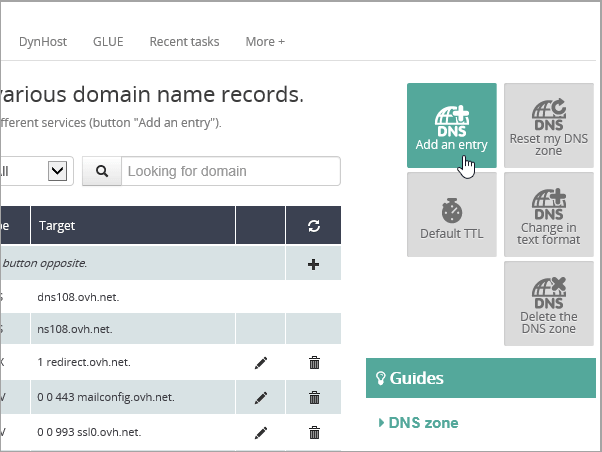 DynHost GLUE Recent tasks More +
various domain name records.
fferent services (button "Add an entry").
Looking for domain
Target
button opposite.
dns108.ovh.net.
ns108.ovh.net.
1 redirect.ovh.net.
0 0 443 mailconfig.ovh.net.
0 0 993 ssl0.ovh.net.
DNS
Add an entry
DNS
Reset my DNS
zone
Default TTL
DNS
Change in
text format
DNS
Delete the
DNS zone
Guides
DNS zone